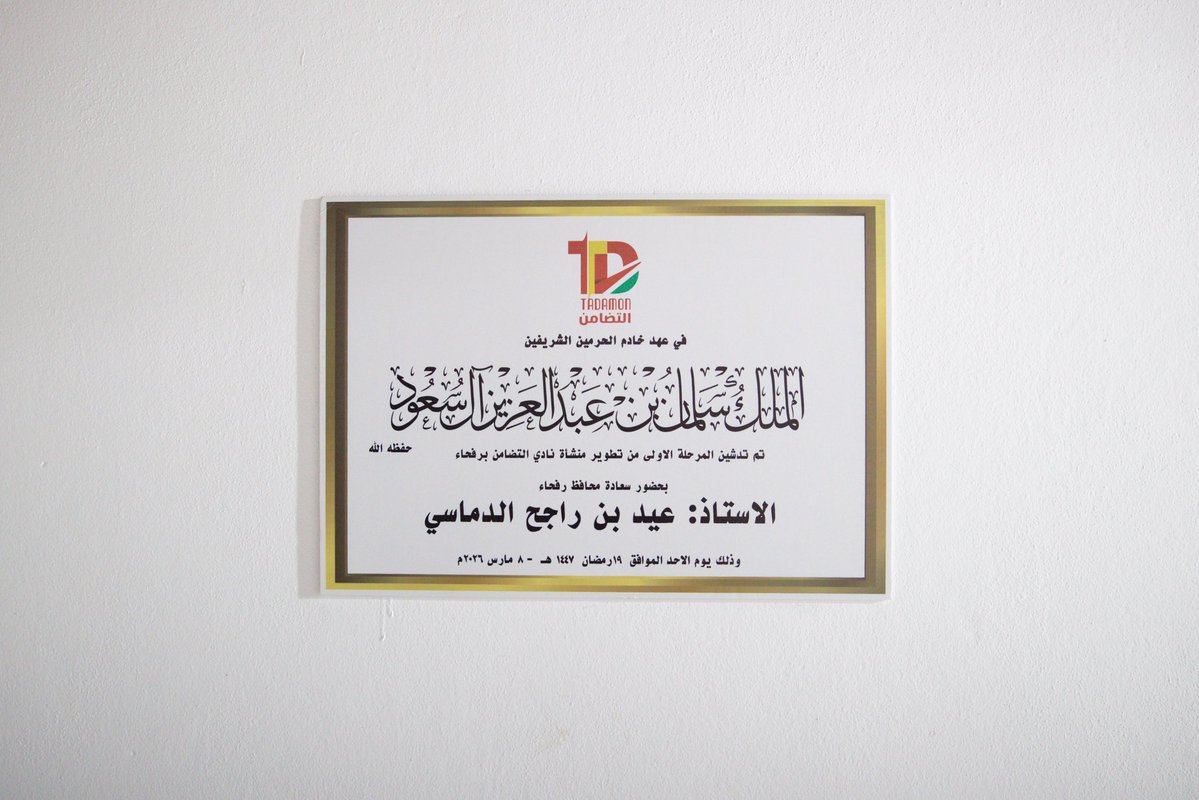 TADAMON
التضامن
في عهد خادم الحرمين الشريفين
الملك سلمان بن عبدالعزيز آل سعود
حفظه الله
تم تدشين المرحلة الاولى من تطوير منشاة نادي التضامن برفحاء
بحضور سعادة محافظ رفحاء
الاستاذ: عيد بن راجح الدماسي
وذلك يوم الاحد الموافق ١٩رمضان ١٤٤٧ هـ - ٨ مارس ٢٠٢٦م